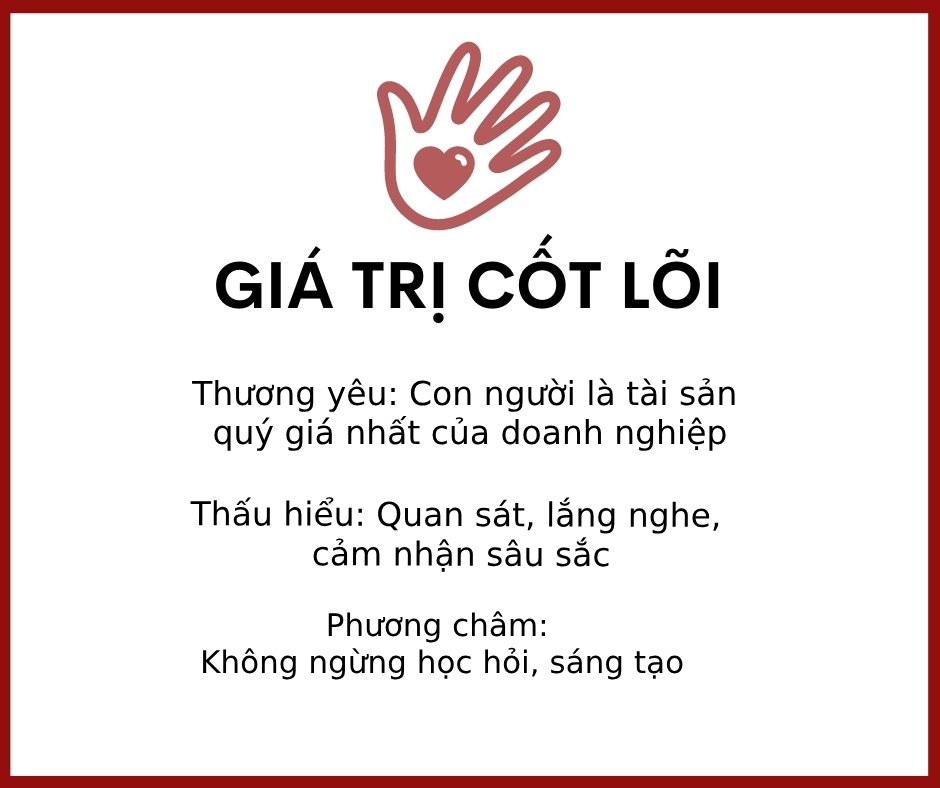 GIÁ TRỊ CỐT LÕI
Thương yêu: Con người là tài sản
quý giá nhất của doanh nghiệp
Thấu hiểu: Quan sát, lắng nghe,
cảm nhận sâu sắc
Phương châm:
Không ngừng học hỏi, sáng tạo